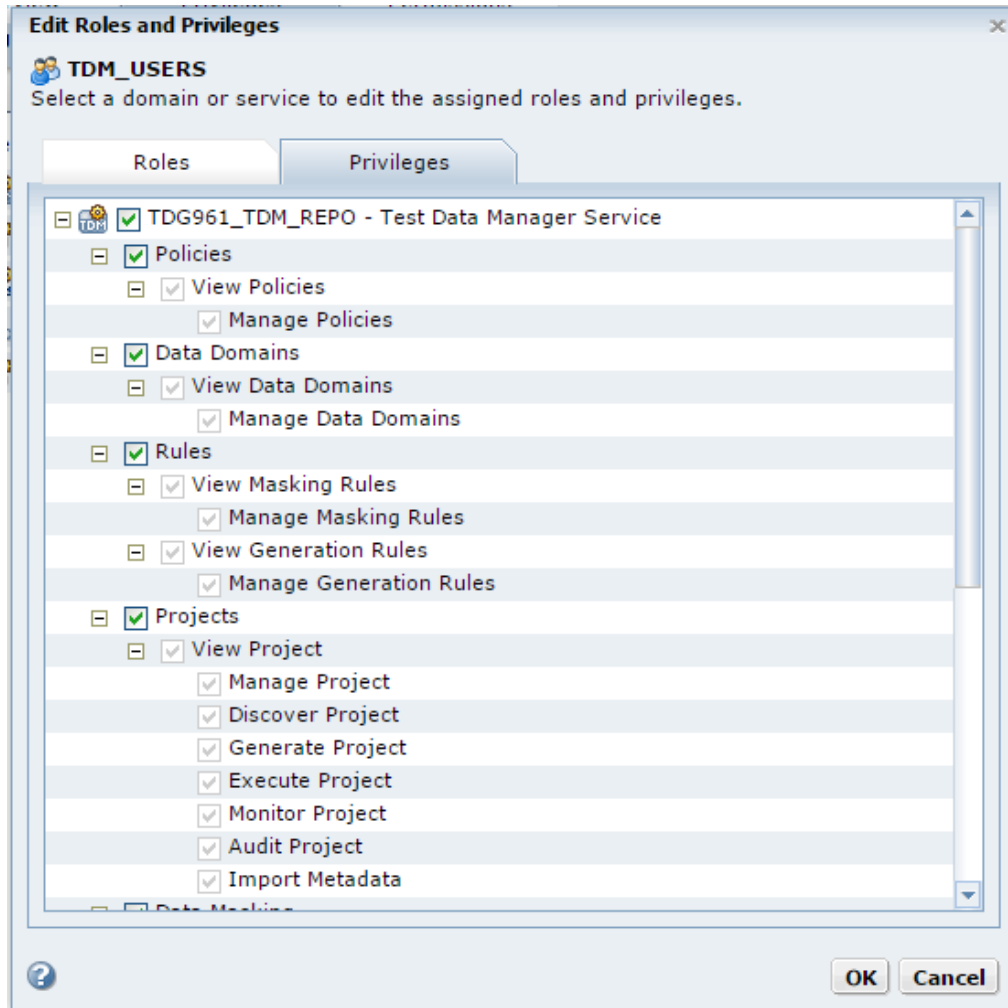 Edit Roles and Privileges
TDM_USERS
Select a domain or service to edit the assigned roles and privileges.
Roles
Privileges
TDM
TDG961_TDM_REPO - Test Data Manager Service
Policies
View Policies
Manage Policies
Data Domains
View Data Domains
Manage Data Domains
Rules
View Masking Rules
Manage Masking Rules
View Generation Rules
Manage Generation Rules
Projects
View Project
Manage Project
Discover Project
Generate Project
Execute Project
Monitor Project
Audit Project
Import Metadata
Data Masking
OK
Cancel